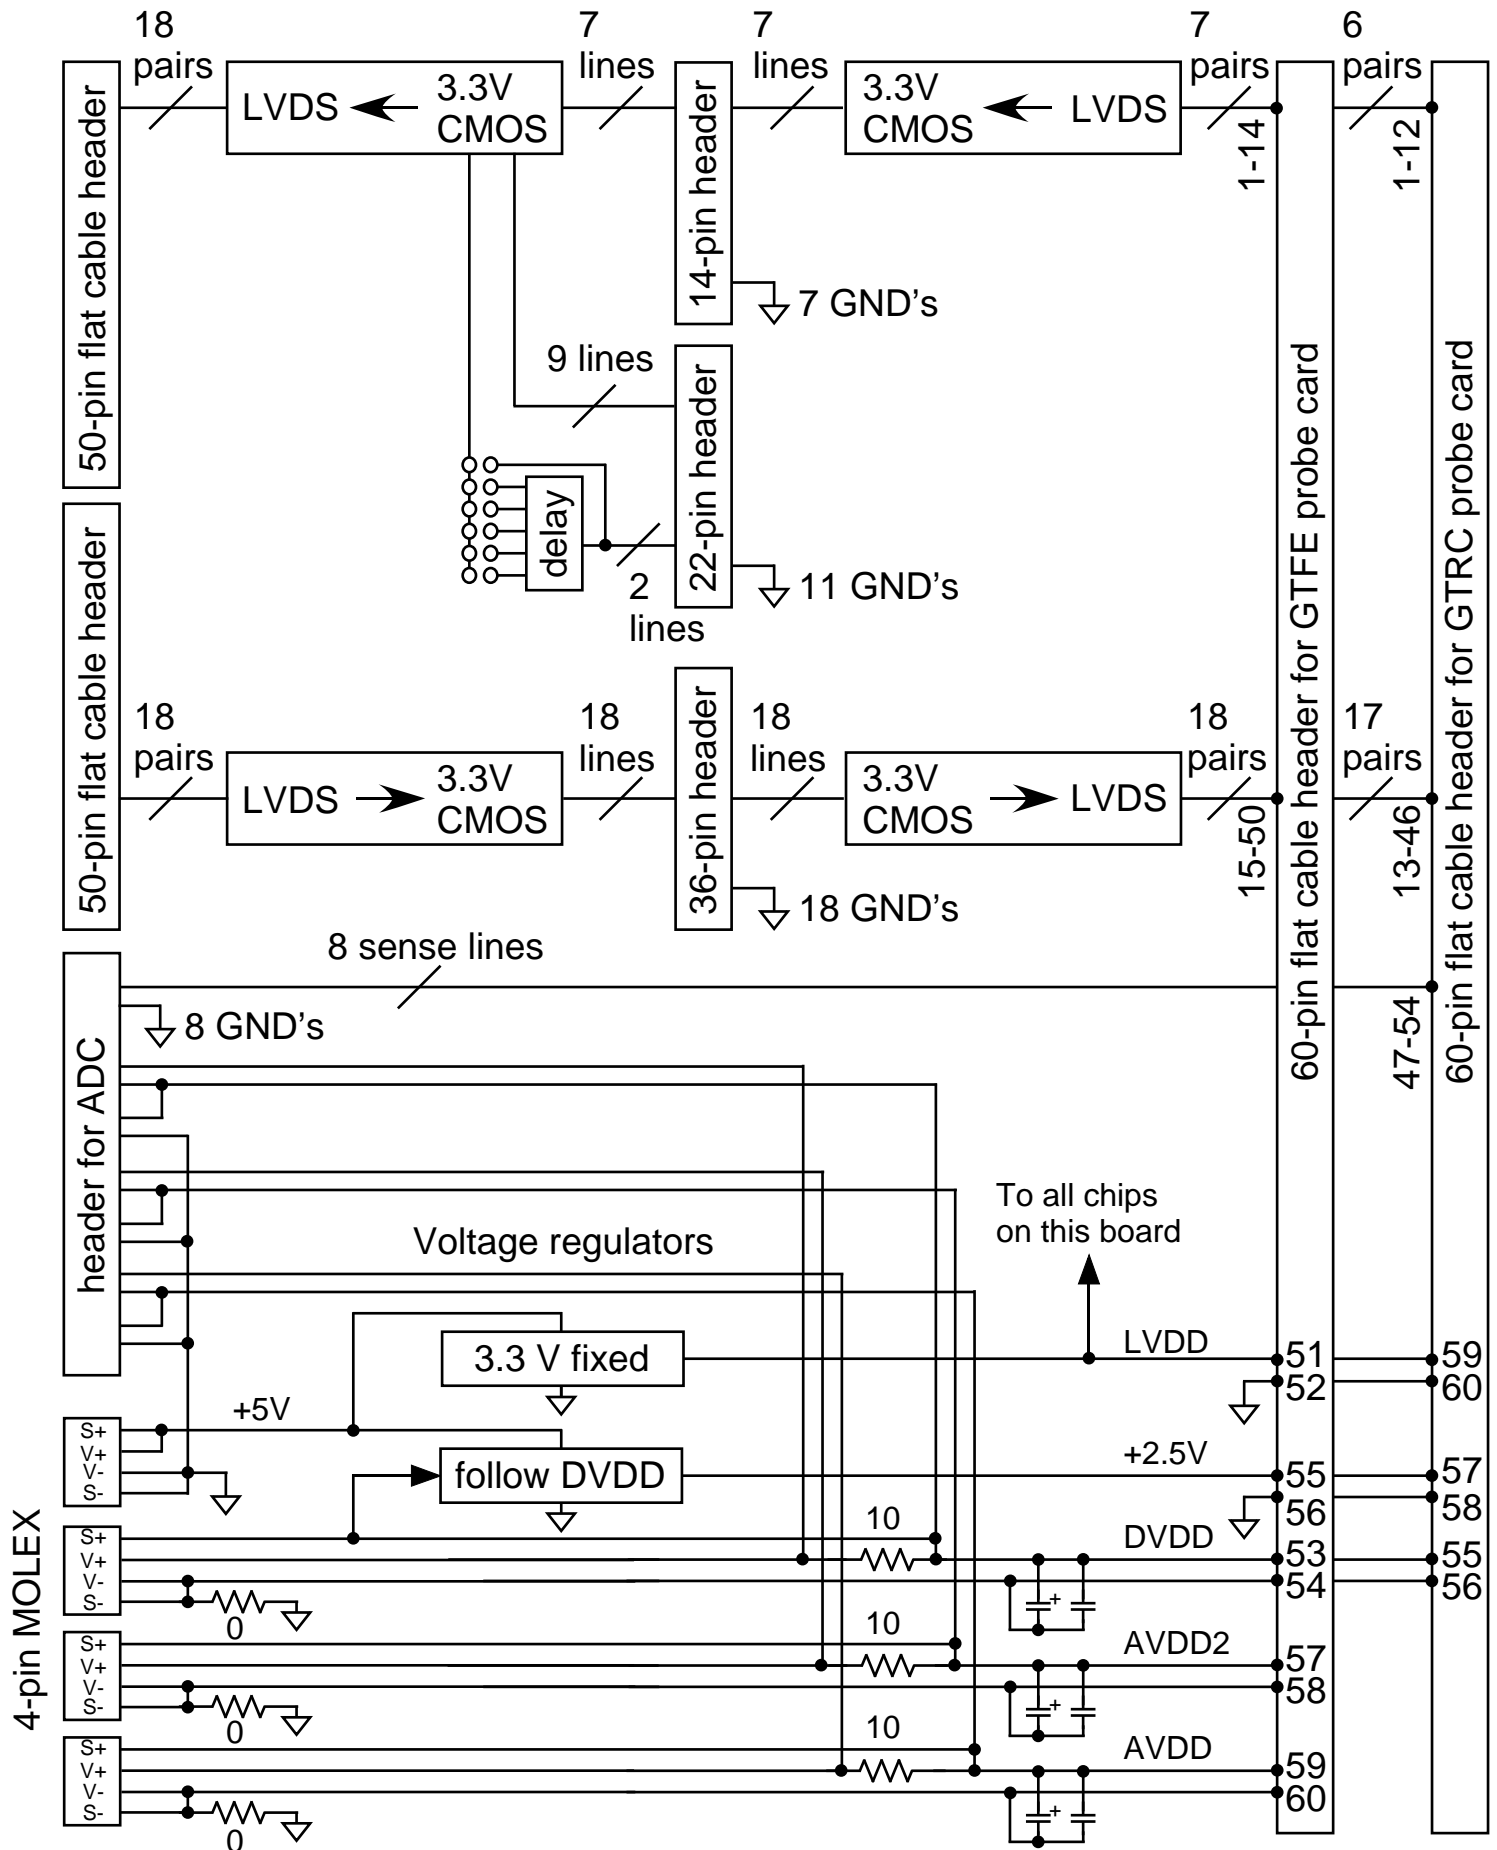 18
pairs
7
lines
7
lines
7
pairs
6
pairs
50-pin flat cable header
LVDS
3.3V
CMOS
14-pin header
3.3V
CMOS
LVDS
1-14
1-12
7 GND's
9 lines
22-pin header
delay
2
lines
11 GND's
60-pin flat cable header for GTFE probe card
60-pin flat cable header for GTRC probe card
50-pin flat cable header
18
pairs
LVDS
3.3V
CMOS
18
lines
36-pin header
18
lines
3.3V
CMOS
LVDS
18
pairs
17
pairs
15-50
13-46
18 GND's
8 sense lines
8 GND's
47-54
header for ADC
Voltage regulators
To all chips
on this board
3.3 V fixed
LVDD
51
59
52
60
+5V
S+
V+
V-
S-
follow DVDD
+2.5V
55
57
56
58
4-pin MOLEX
S+
V+
V-
S-
0
10
+
DVDD
53
55
54
56
S+
V+
V-
S-
0
10
+
AVDD2
57
58
S+
V+
V-
S-
0
10
+
AVDD
59
60